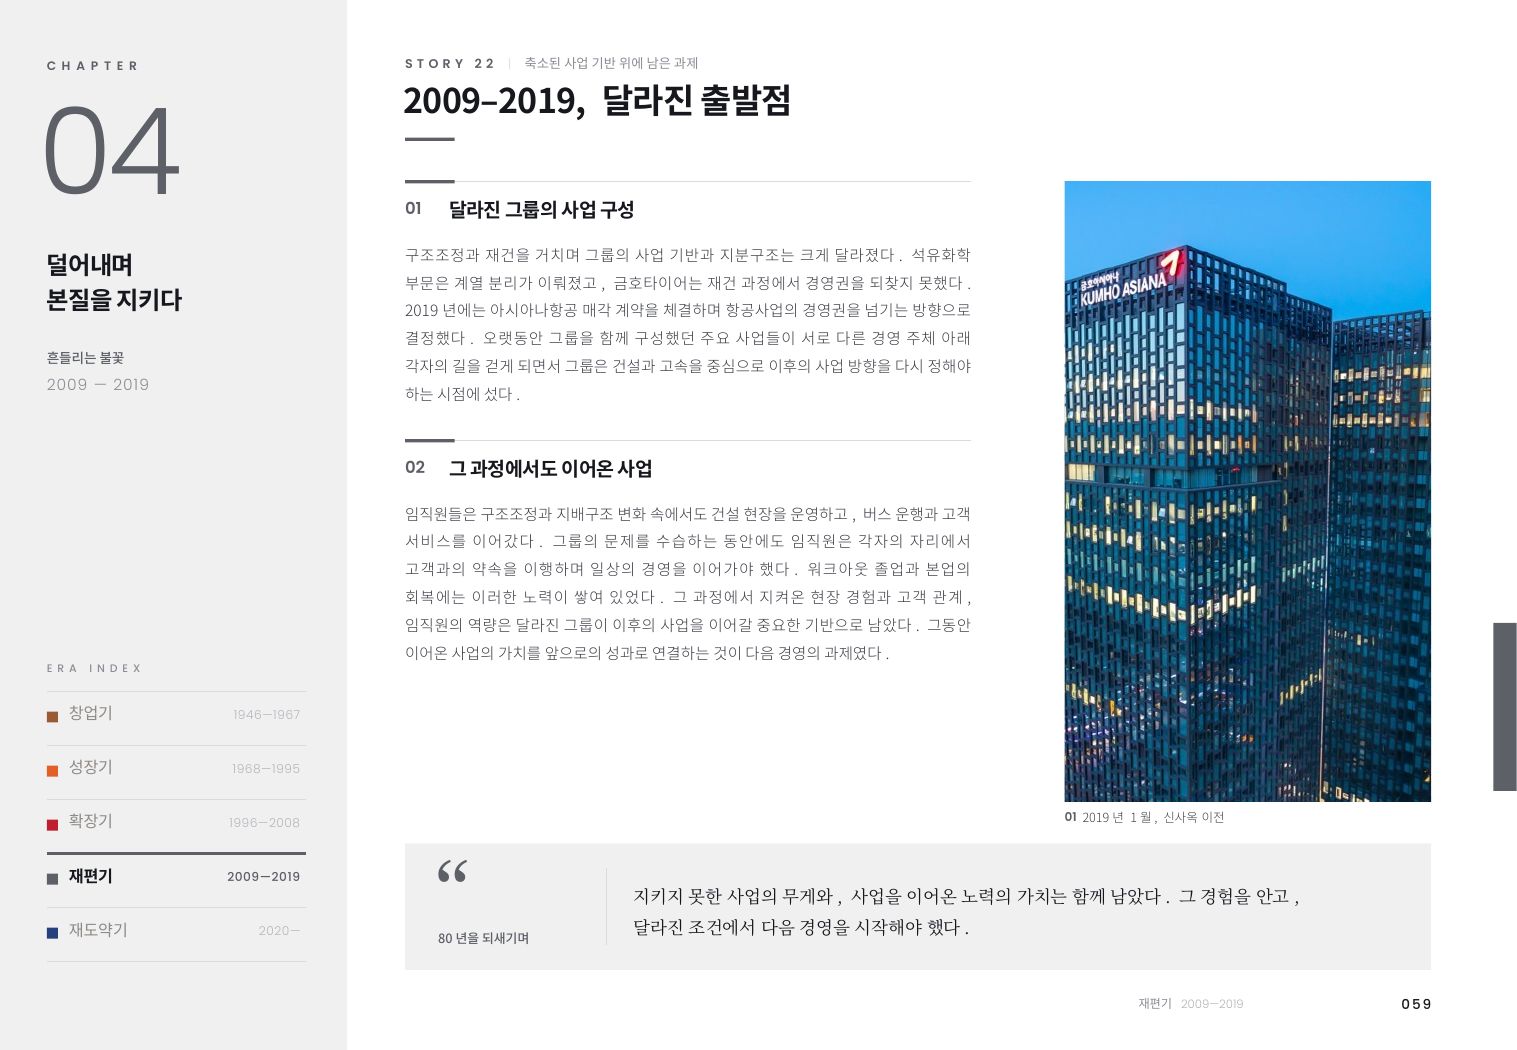 CHAPTER
04
덜어내며
본질을 지키다
흔들리는 불꽃
2009 — 2019
ERA INDEX
창업기 1946—1967
성장기 1968—1995
확장기 1996—2008
재편기 2009—2019
재도약기 2020—
STORY 22 | 축소된 사업 기반 위에 남은 과제
2009–2019, 달라진 출발점
01 달라진 그룹의 사업 구성
구조조정과 재건을 거치며 그룹의 사업 기반과 지분구조는 크게 달라졌다 . 석유화학
부문은 계열 분리가 이뤄졌고 , 금호타이어는 재건 과정에서 경영권을 되찾지 못했다 .
2019 년에는 아시아나항공 매각 계약을 체결하며 항공사업의 경영권을 넘기는 방향으로
결정했다 . 오랫동안 그룹을 함께 구성했던 주요 사업들이 서로 다른 경영 주체 아래
각자의 길을 걷게 되면서 그룹은 건설과 고속을 중심으로 이후의 사업 방향을 다시 정해야
하는 시점에 섰다 .
02 그 과정에서도 이어온 사업
임직원들은 구조조정과 지배구조 변화 속에서도 건설 현장을 운영하고 , 버스 운행과 고객
서비스를 이어갔다 . 그룹의 문제를 수습하는 동안에도 임직원은 각자의 자리에서
고객과의 약속을 이행하며 일상의 경영을 이어가야 했다 . 워크아웃 졸업과 본업의
회복에는 이러한 노력이 쌓여 있었다 . 그 과정에서 지켜온 현장 경험과 고객 관계 ,
임직원의 역량은 달라진 그룹이 이후의 사업을 이어갈 중요한 기반으로 남았다 . 그동안
이어온 사업의 가치를 앞으로의 성과로 연결하는 것이 다음 경영의 과제였다 .
금호아시아나
KUMHO ASIANA
01 2019 년 1 월 , 신사옥 이전
“
80 년을 되새기며
지키지 못한 사업의 무게와 , 사업을 이어온 노력의 가치는 함께 남았다 . 그 경험을 안고 ,
달라진 조건에서 다음 경영을 시작해야 했다 .
재편기 2009—2019
059